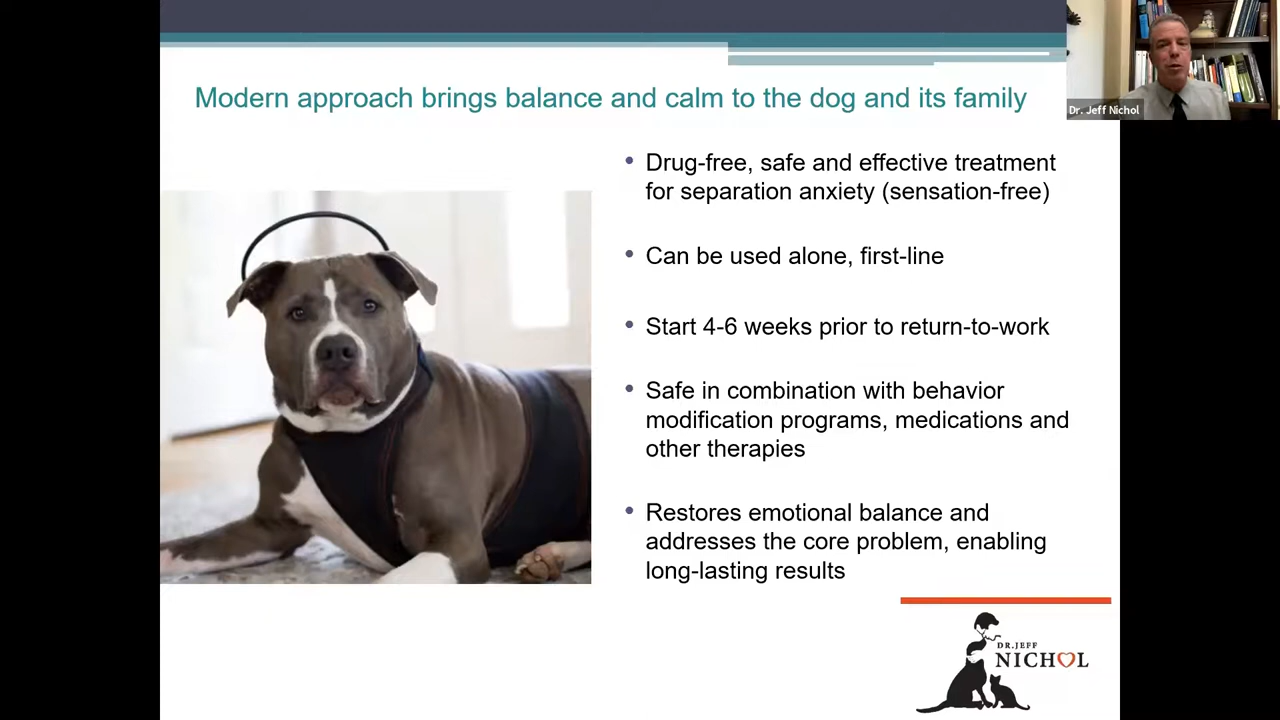 Modern approach brings balance and calm to the dog and its family
Dr. Jeff Nichol
• Drug-free, safe and effective treatment
for separation anxiety (sensation-free)
• Can be used alone, first-line
• Start 4-6 weeks prior to return-to-work
• Safe in combination with behavior
modification programs, medications and
other therapies
• Restores emotional balance and
addresses the core problem, enabling
long-lasting results
DR.JEFF
NICHOL